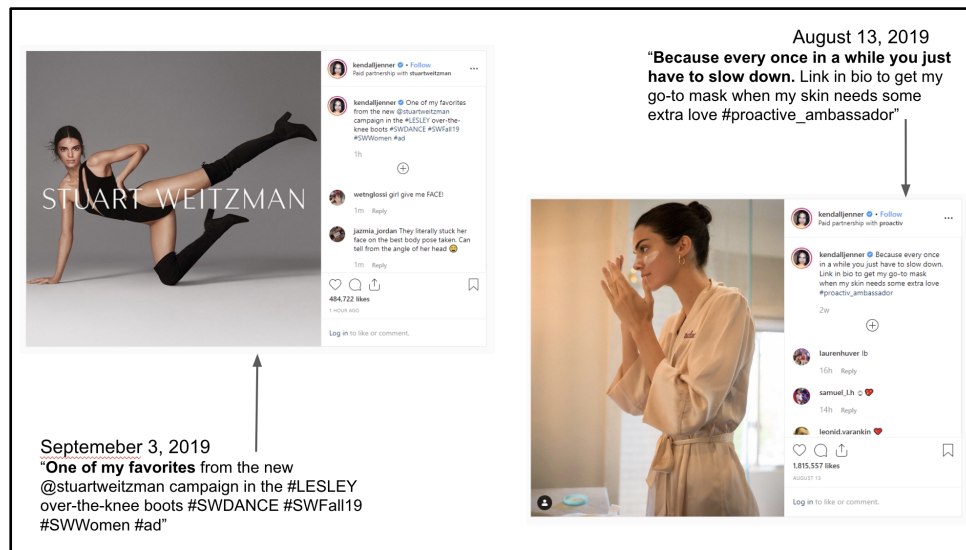 kendalljenner • Follow
Paid partnership with stuartweitzman
kendalljenner One of my favorites
from the new @stuartweitzman
campaign in the #LESLEY over-the-
knee boots #SWDANCE #SWFall19
#SWWomen #ad
1h
wetnglossi girl give me FACE!
1m Reply
jazmia_jordan They literally stuck her
face on the best body pose taken. Can
tell from the angle of her head 😩
1m Reply
484,722 likes
1 HOUR AGO
Log in to like or comment.
STUART WEITZMAN
Septemeber 3, 2019
“One of my favorites from the new
@stuartweitzman campaign in the #LESLEY
over-the-knee boots #SWDANCE #SWFall19
#SWWomen #ad”
August 13, 2019
“Because every once in a while you just
have to slow down. Link in bio to get my
go-to mask when my skin needs some
extra love #proactive_ambassador”
kendalljenner • Follow
Paid partnership with proactiv
kendalljenner Because every once
in a while you just have to slow down.
Link in bio to get my go-to mask
when my skin needs some extra love
#proactiv_ambassador
2w
laurenhuver lb
16h Reply
samuel_l.h ☺️❤️
14h Reply
leonid.varankin ❤️
1,815,557 likes
AUGUST 13
Log in to like or comment.